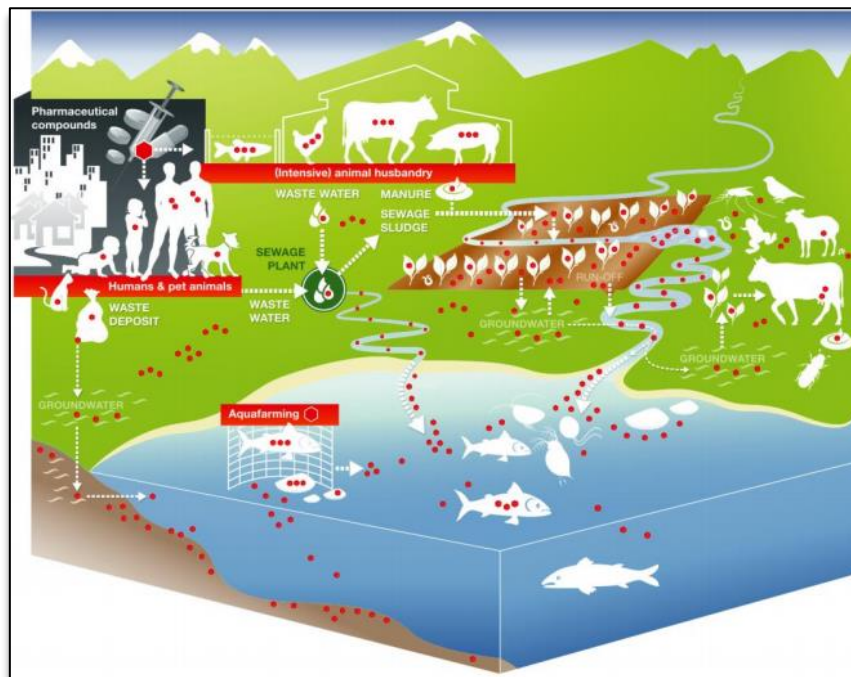 Pharmaceutical
compounds
(Intensive) animal husbandry
WASTE WATER
MANURE
SEWAGE
SLUDGE
SEWAGE
PLANT
Humans & pet animals
WASTE
DEPOSIT
WASTE
WATER
RUN-OFF
GROUNDWATER
GROUNDWATER
GROUNDWATER
Aquafarming